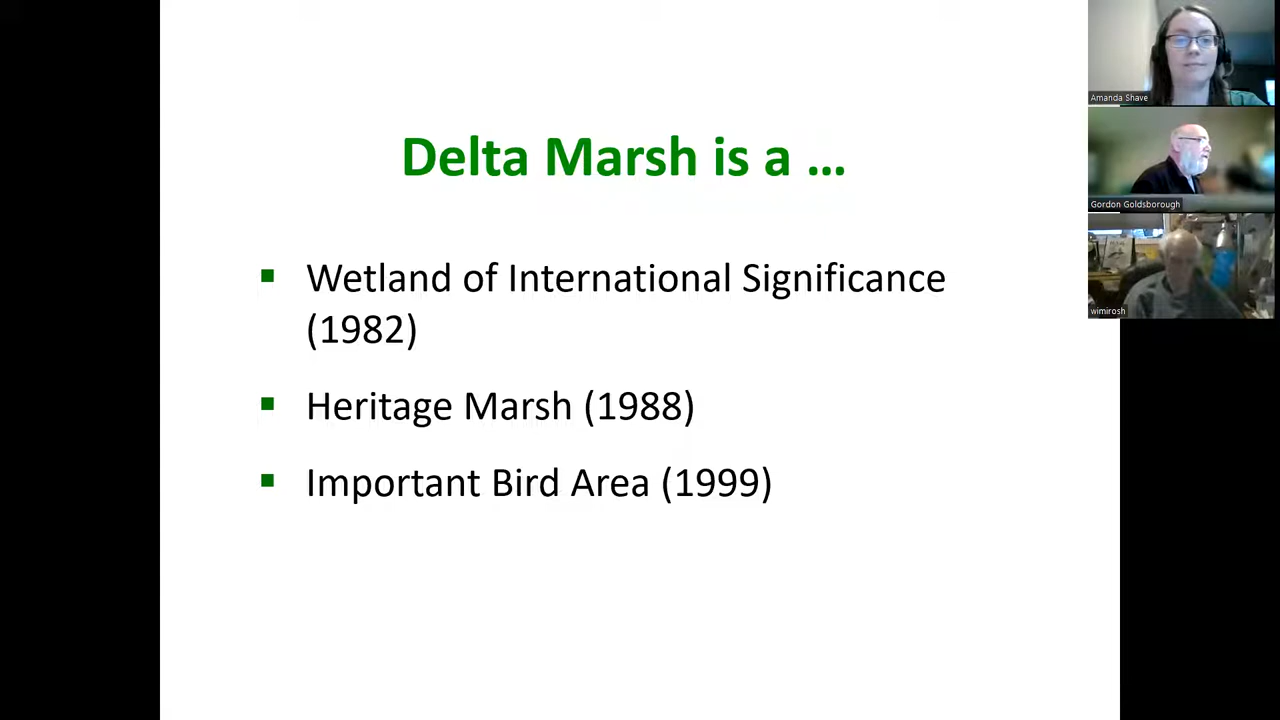 Delta Marsh is a …
▪ Wetland of International Significance
(1982)
▪ Heritage Marsh (1988)
▪ Important Bird Area (1999)
Amanda Shave
Gordon Goldsborough
wimirosh